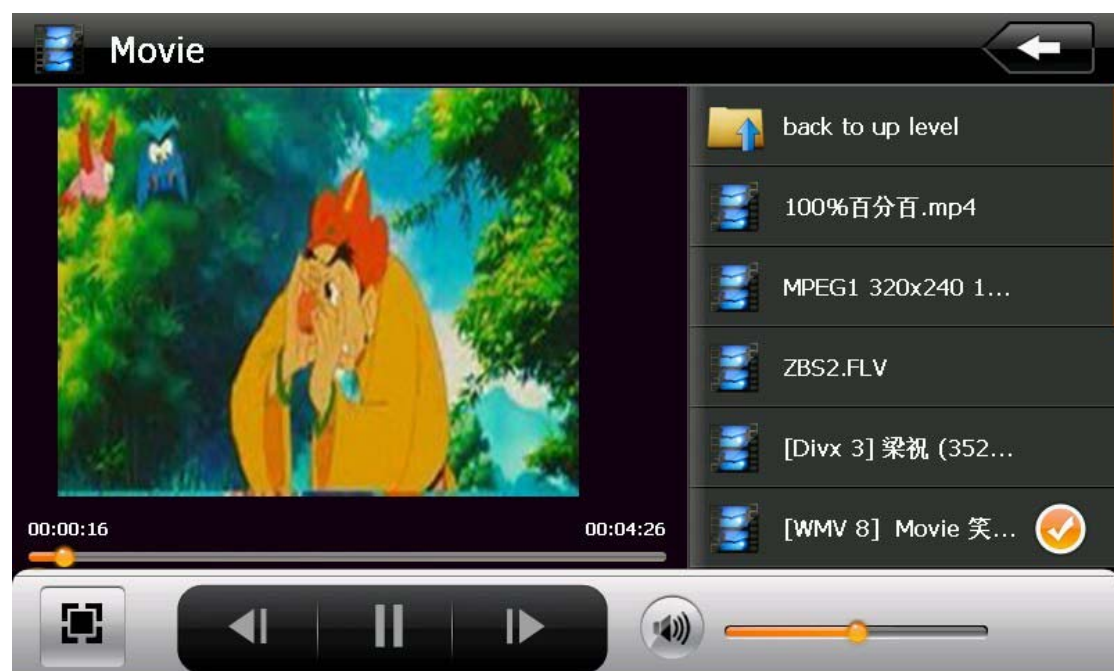 Movie
back to up level
100%百分百.mp4
MPEG1 320x240 1...
ZBS2.FLV
[Divx 3] 梁祝 (352...
[WMV 8] Movie 笑...
00:00:16
00:04:26